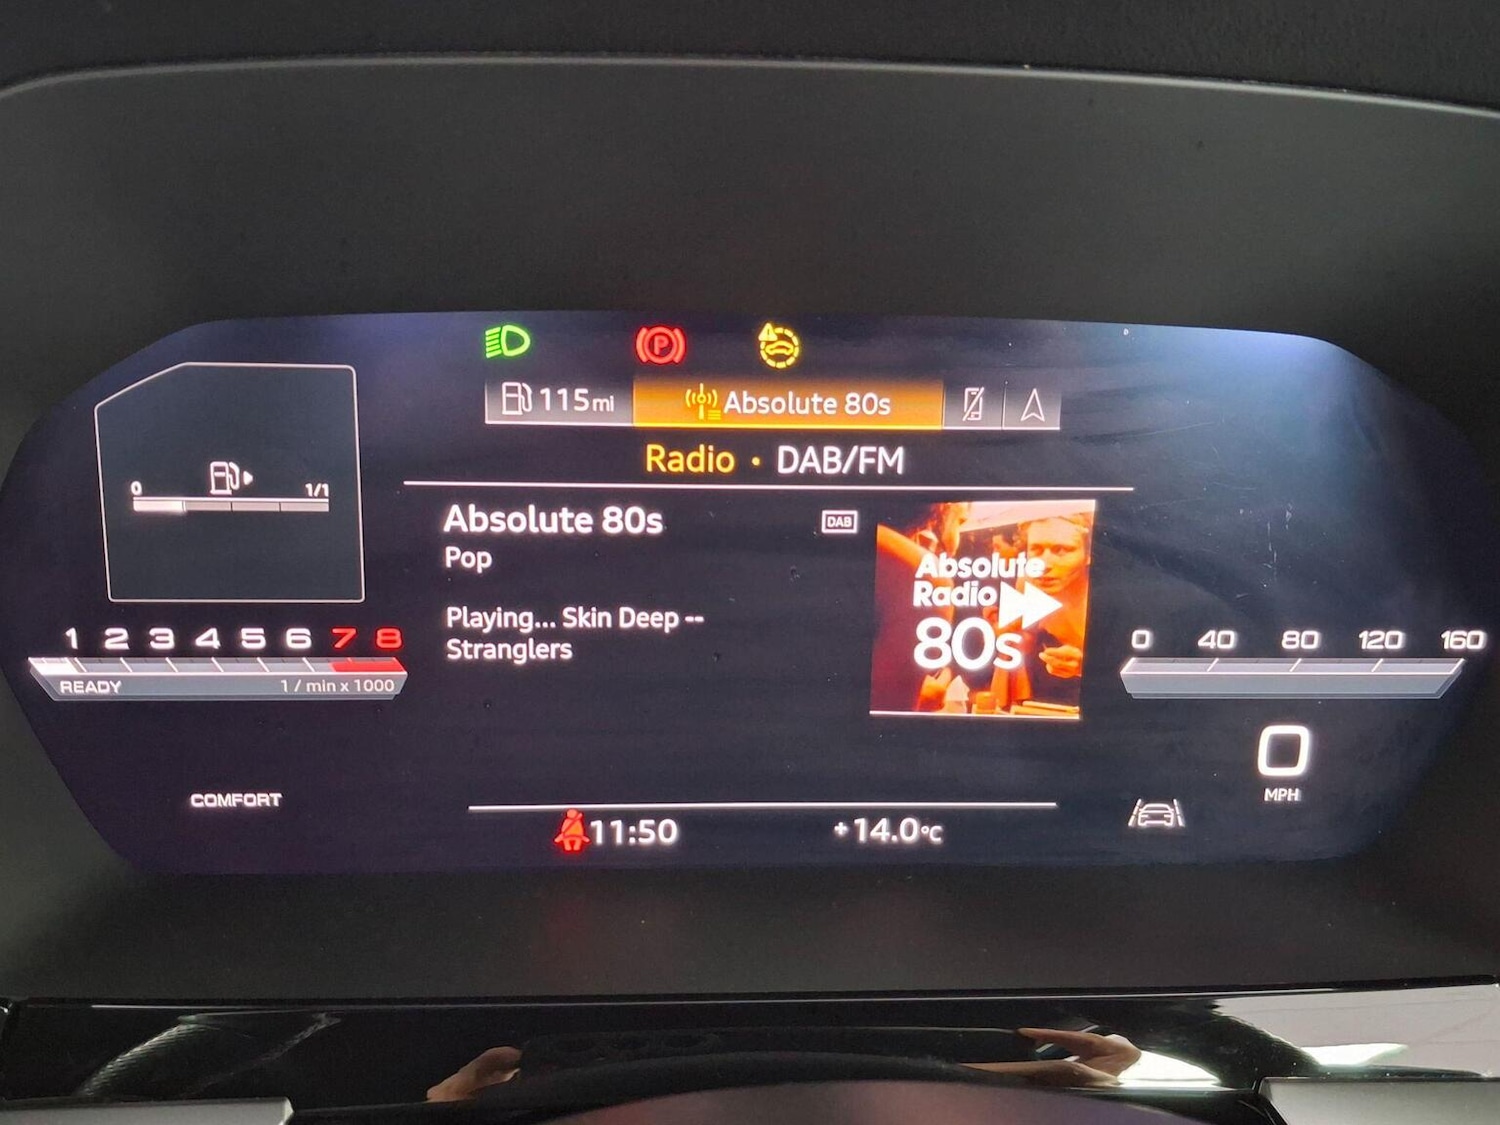 P
115mi
Absolute 80s
Radio · DAB/FM
0 1/1
Absolute 80s
DAB
Pop
Playing... Skin Deep --
Stranglers
Absolute
Radio
80s
1 2 3 4 5 6 7 8
READY 1 / min x 1000
0 40 80 120 160
0
MPH
COMFORT
11:50
+14.0°C